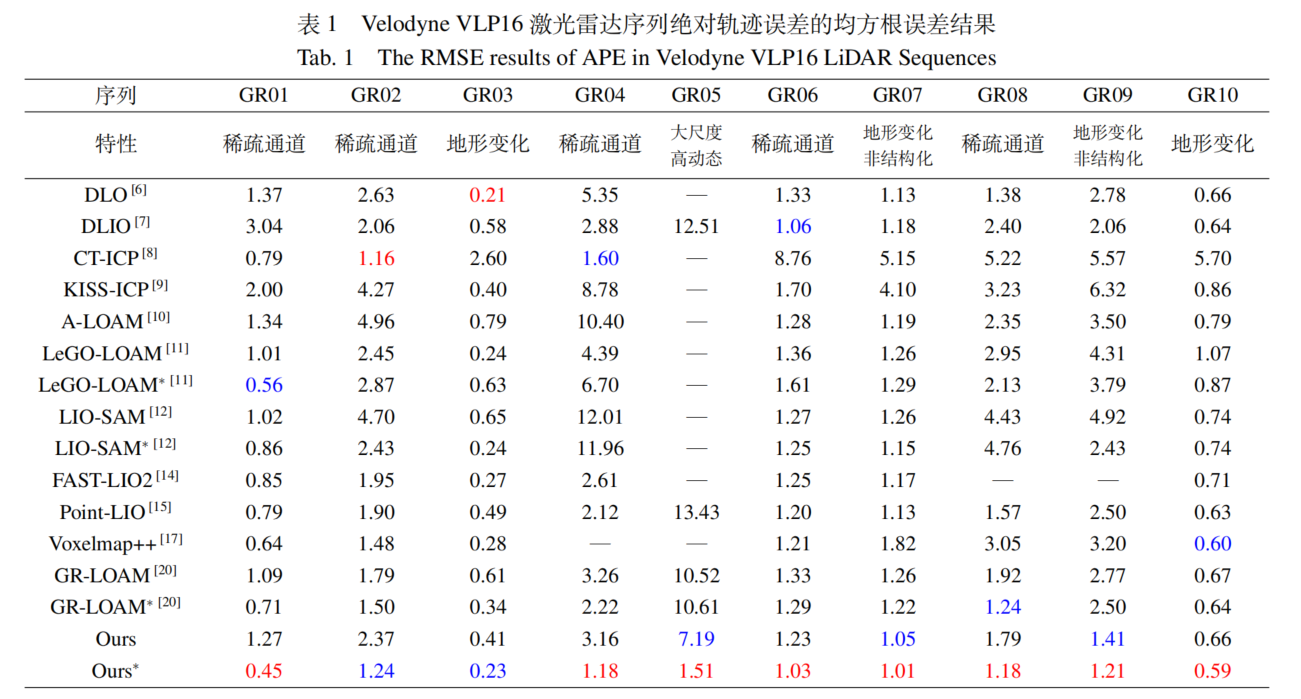 表 1 Velodyne VLP16 激光雷达序列绝对轨迹误差的均方根误差结果
Tab. 1 The RMSE results of APE in Velodyne VLP16 LiDAR Sequences
序列 GR01 GR02 GR03 GR04 GR05 GR06 GR07 GR08 GR09 GR10
特性 稀疏通道 稀疏通道 地形变化 稀疏通道 大尺度 高动态 稀疏通道 地形变化 非结构化 稀疏通道 地形变化 非结构化 地形变化
DLO [6] 1.37 2.63 0.21 5.35 — 1.33 1.13 1.38 2.78 0.66
DLIO [7] 3.04 2.06 0.58 2.88 12.51 1.06 1.18 2.40 2.06 0.64
CT-ICP [8] 0.79 1.16 2.60 1.60 — 8.76 5.15 5.22 5.57 5.70
KISS-ICP [9] 2.00 4.27 0.40 8.78 — 1.70 4.10 3.23 6.32 0.86
A-LOAM [10] 1.34 4.96 0.79 10.40 — 1.28 1.19 2.35 3.50 0.79
LeGO-LOAM [11] 1.01 2.45 0.24 4.39 — 1.36 1.26 2.95 4.31 1.07
LeGO-LOAM* [11] 0.56 2.87 0.63 6.70 — 1.61 1.29 2.13 3.79 0.87
LIO-SAM [12] 1.02 4.70 0.65 12.01 — 1.27 1.26 4.43 4.92 0.74
LIO-SAM* [12] 0.86 2.43 0.24 11.96 — 1.25 1.15 4.76 2.43 0.74
FAST-LIO2 [14] 0.85 1.95 0.27 2.61 — 1.25 1.17 — — 0.71
Point-LIO [15] 0.79 1.90 0.49 2.12 13.43 1.20 1.13 1.57 2.50 0.63
Voxelmap++ [17] 0.64 1.48 0.28 — — 1.21 1.82 3.05 3.20 0.60
GR-LOAM [20] 1.09 1.79 0.61 3.26 10.52 1.33 1.26 1.92 2.77 0.67
GR-LOAM* [20] 0.71 1.50 0.34 2.22 10.61 1.29 1.22 1.24 2.50 0.64
Ours 1.27 2.37 0.41 3.16 7.19 1.23 1.05 1.79 1.41 0.66
Ours* 0.45 1.24 0.23 1.18 1.51 1.03 1.01 1.18 1.21 0.59